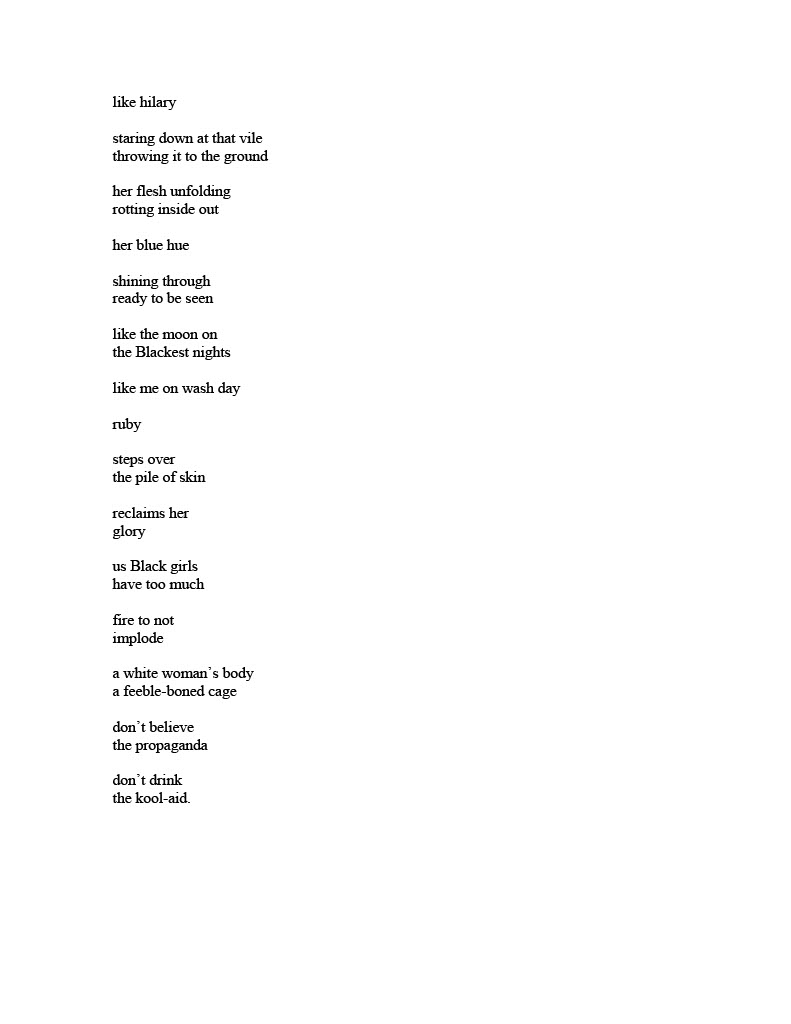 like hilary
staring down at that vile
throwing it to the ground
her flesh unfolding
rotting inside out
her blue hue
shining through
ready to be seen
like the moon on
the Blackest nights
like me on wash day
ruby
steps over
the pile of skin
reclaims her
glory
us Black girls
have too much
fire to not
implode
a white woman’s body
a feeble-boned cage
don’t believe
the propaganda
don’t drink
the kool-aid.